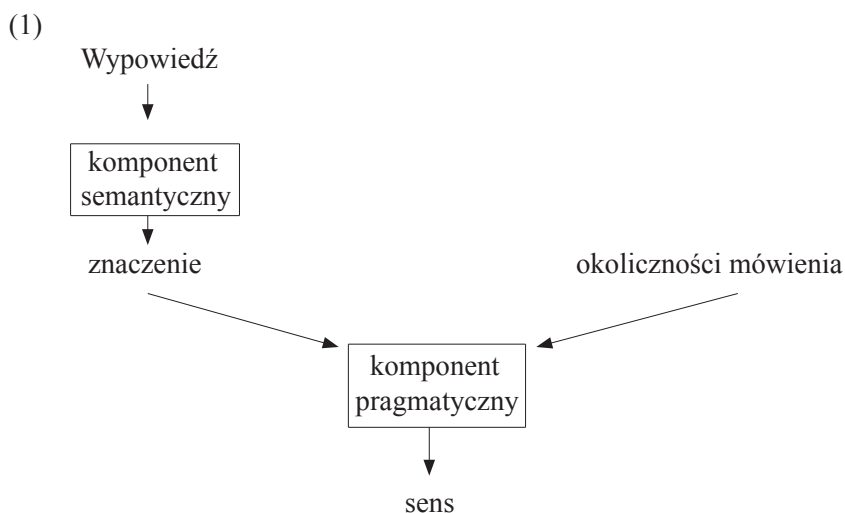 (1)
Wypowiedź
komponent
semantyczny
znaczenie
okoliczności mówienia
komponent
pragmatyczny
sens